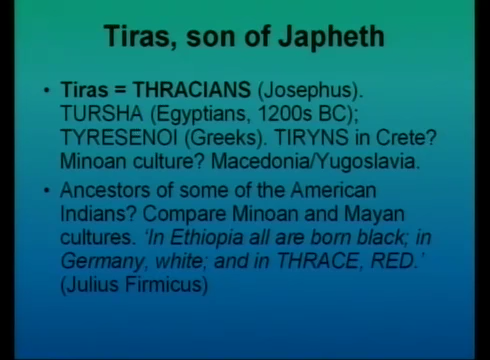 Tiras, son of Japheth
• Tiras = THRACIANS (Josephus).
TURSHA (Egyptians, 1200s BC);
TYRESENOI (Greeks). TIRYNS in Crete?
Minoan culture? Macedonia/Yugoslavia.
• Ancestors of some of the American
Indians? Compare Minoan and Mayan
cultures. ‘In Ethiopia all are born black; in
Germany, white; and in THRACE, RED.’
(Julius Firmicus)